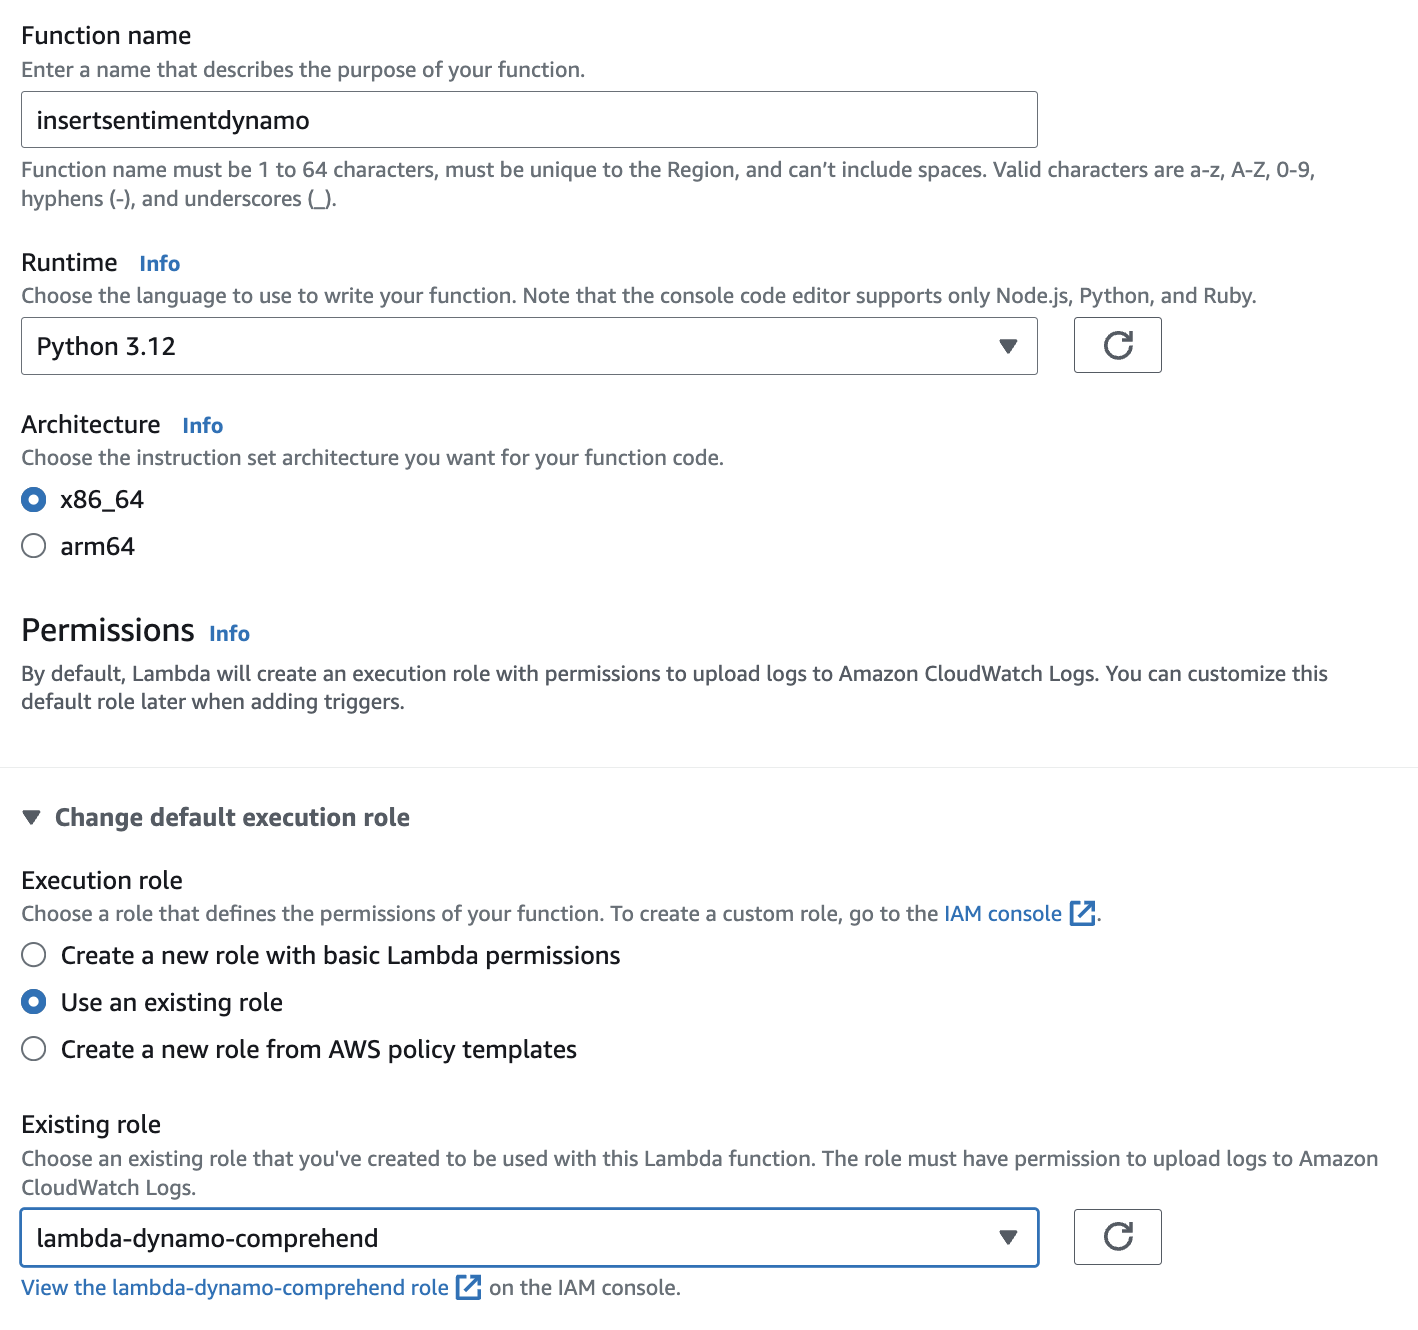 Function name
Enter a name that describes the purpose of your function.
insertsentimentdynamo
Function name must be 1 to 64 characters, must be unique to the Region, and can’t include spaces. Valid characters are a-z, A-Z, 0-9,
hyphens (-), and underscores (_).
Runtime Info
Choose the language to use to write your function. Note that the console code editor supports only Node.js, Python, and Ruby.
Python 3.12
Architecture Info
Choose the instruction set architecture you want for your function code.
x86_64
arm64
Permissions Info
By default, Lambda will create an execution role with permissions to upload logs to Amazon CloudWatch Logs. You can customize this
default role later when adding triggers.
Change default execution role
Execution role
Choose a role that defines the permissions of your function. To create a custom role, go to the IAM console.
Create a new role with basic Lambda permissions
Use an existing role
Create a new role from AWS policy templates
Existing role
Choose an existing role that you've created to be used with this Lambda function. The role must have permission to upload logs to Amazon
CloudWatch Logs.
lambda-dynamo-comprehend
View the lambda-dynamo-comprehend role on the IAM console.